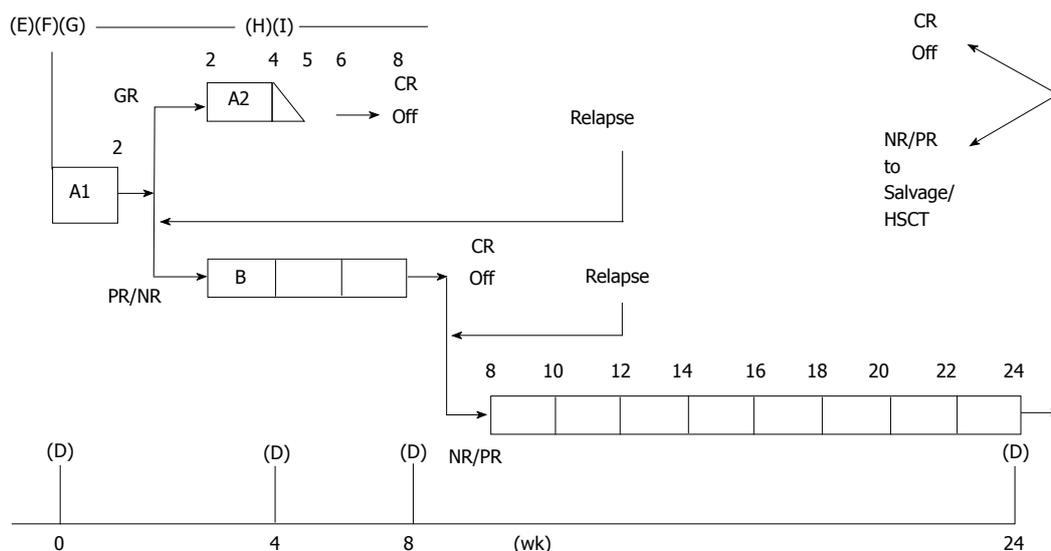 (E)(F)(G)
(H)(I)
CR
Off
2 4 5 6 8
GR
A2
CR
Off
Relapse
2
A1
NR/PR
to
Salvage/
HSCT
CR
Off
Relapse
B
PR/NR
8 10 12 14 16 18 20 22 24
NR/PR
(D) (D) (D) (D)
0 4 8 (wk) 24